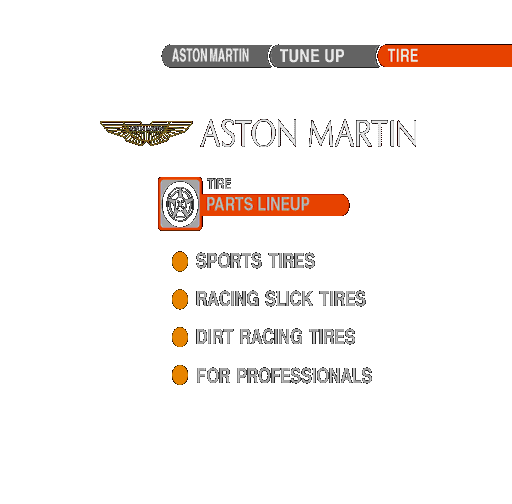 ASTON MARTIN TUNE UP TIRE
ASTON MARTIN
TIRE
PARTS LINEUP
SPORTS TIRES
RACING SLICK TIRES
DIRT RACING TIRES
FOR PROFESSIONALS